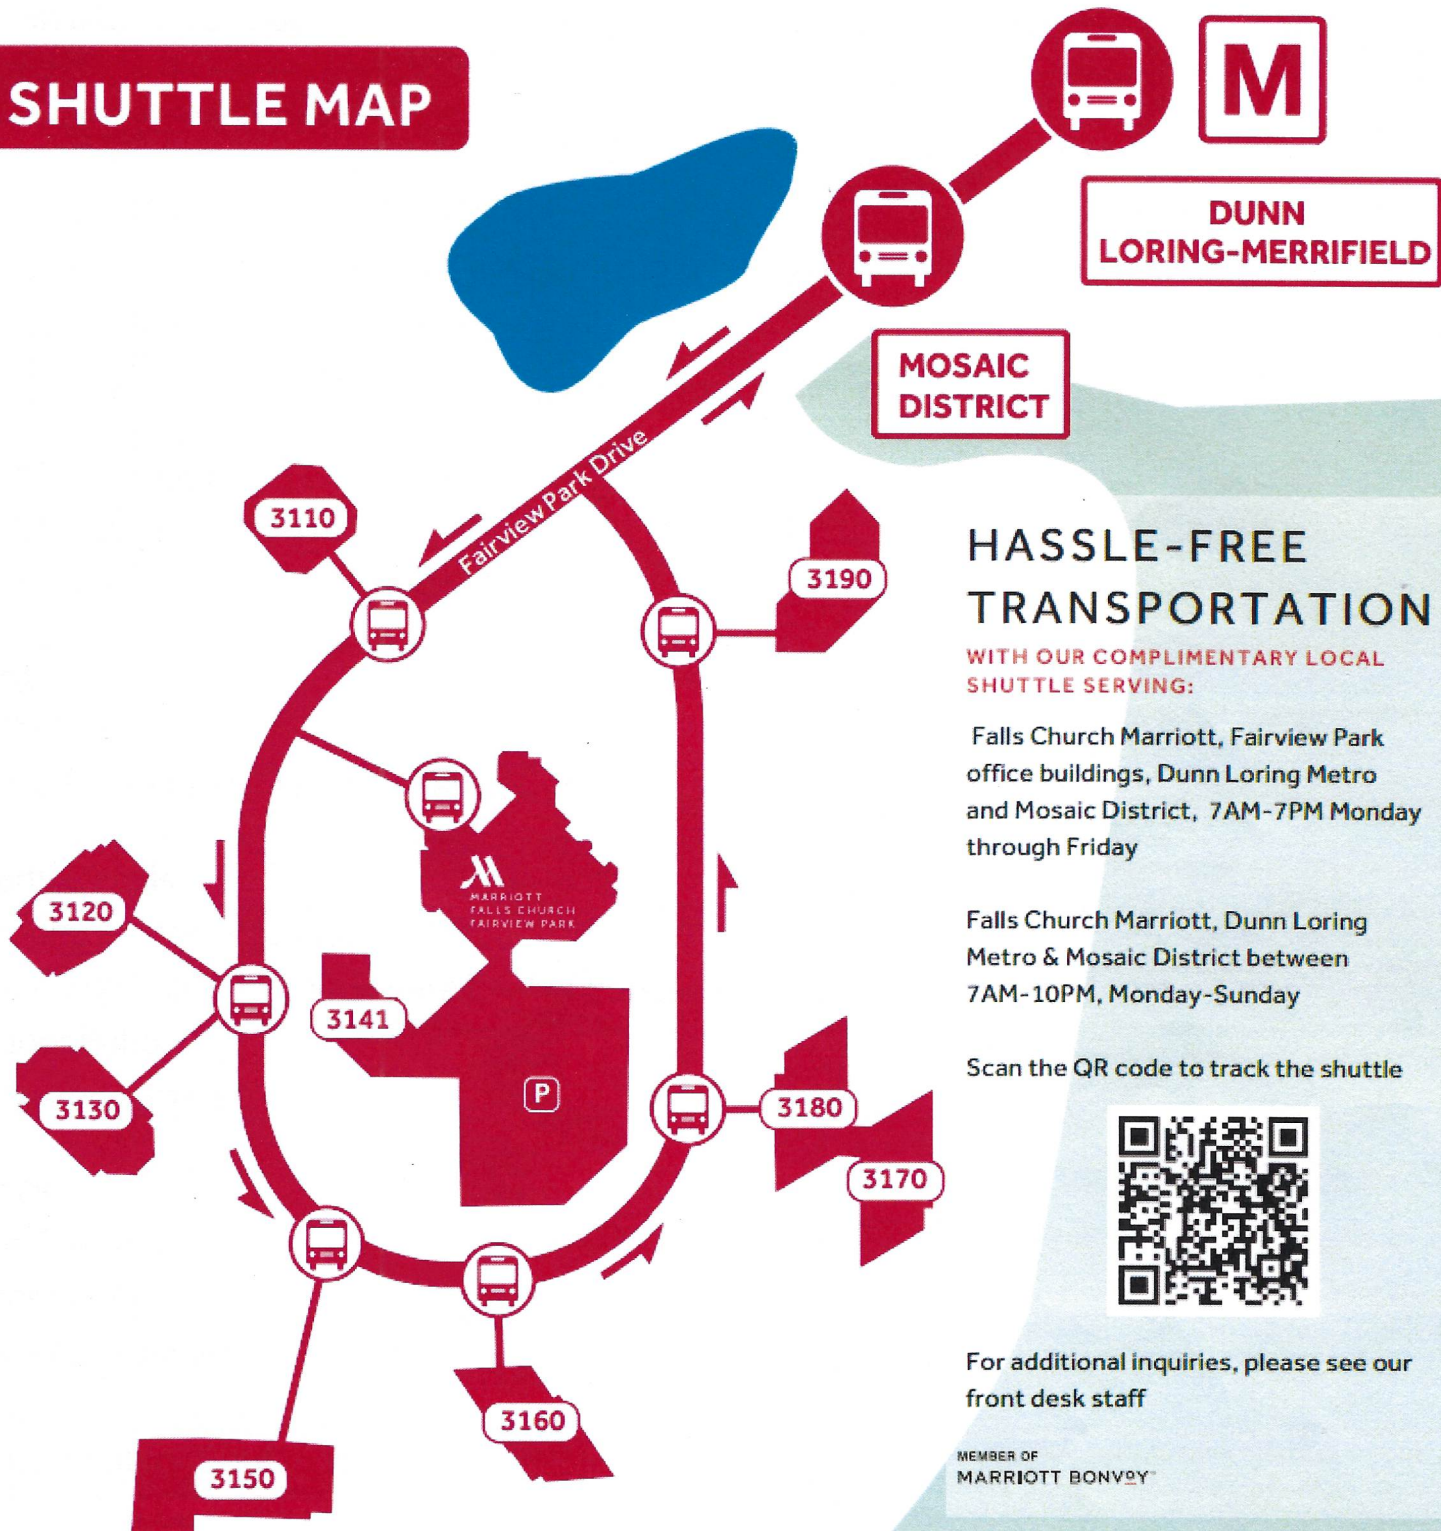 SHUTTLE MAP
M
DUNN
LORING-MERRIFIELD
MOSAIC
DISTRICT
Fairview Park Drive
3110
3190
MARRIOTT
FALLS CHURCH
FAIRVIEW PARK
3120
3141
3130
P
3180
3170
3160
3150
HASSLE-FREE
TRANSPORTATION
WITH OUR COMPLIMENTARY LOCAL
SHUTTLE SERVING:
Falls Church Marriott, Fairview Park
office buildings, Dunn Loring Metro
and Mosaic District, 7AM-7PM Monday
through Friday
Falls Church Marriott, Dunn Loring
Metro & Mosaic District between
7AM-10PM, Monday-Sunday
Scan the QR code to track the shuttle
For additional inquiries, please see our
front desk staff
MEMBER OF
MARRIOTT BONVOY™